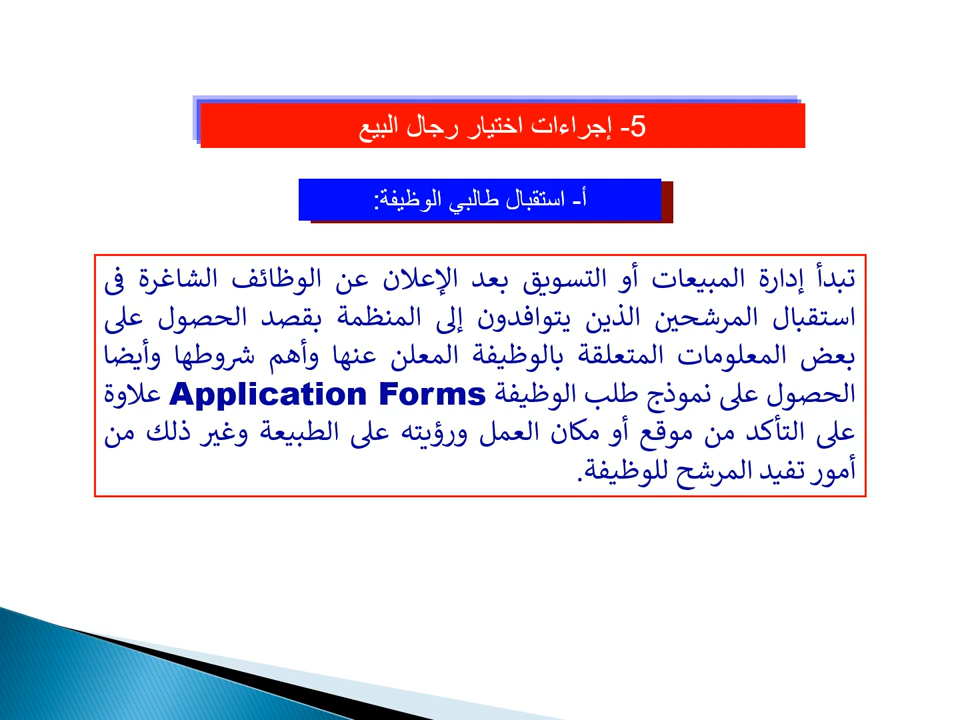 5- إجراءات اختيار رجال البيع
أ- استقبال طالبي الوظيفة:
تبدأ إدارة المبيعات أو التسويق بعد الإعلان عن الوظائف الشاغرة فى
استقبال المرشحين الذين يتوافدون إلى المنظمة بقصد الحصول على
بعض المعلومات المتعلقة بالوظيفة المعلن عنها وأهم شروطها وأيضا
الحصول على نموذج طلب الوظيفة Application Forms علاوة
على التأكد من موقع أو مكان العمل ورؤيته على الطبيعة وغير ذلك من
أمور تفيد المرشح للوظيفة.